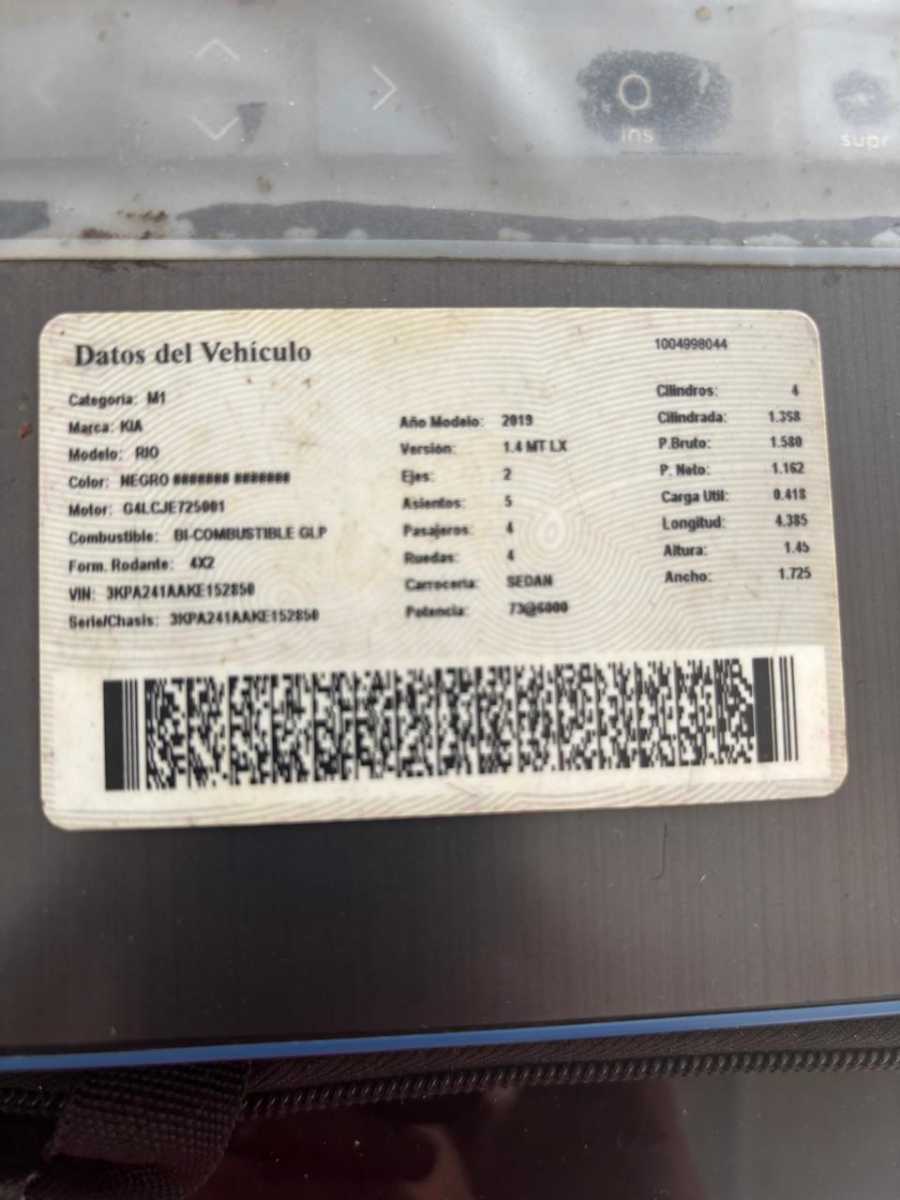 0
ins
supr
Datos del Vehículo
1004998044
Categoría: M1
Marca: KIA
Modelo: RIO
Color: NEGRO ####### #######
Motor: G4LCJE725001
Combustible: BI-COMBUSTIBLE GLP
Form. Rodante: 4X2
VIN: 3KPA241AAKE152850
Serie/Chasis: 3KPA241AAKE152850
Año Modelo: 2019
Versión: 1.4 MT LX
Ejes: 2
Asientos: 5
Pasajeros: 4
Ruedas: 4
Carrocería: SEDAN
Potencia: 73@6000
Cilindros: 4
Cilindrada: 1.358
P.Bruto: 1.580
P. Neto: 1.162
Carga Util: 0.418
Longitud: 4.385
Altura: 1.45
Ancho: 1.725